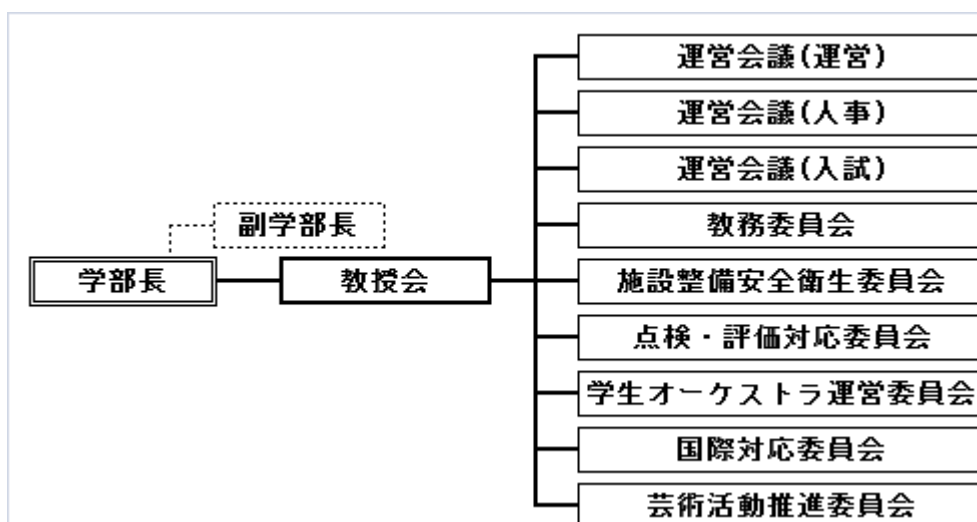 運営会議(運営)
運営会議(人事)
運営会議(入試)
副学部長
教務委員会
学部長
教授会
施設整備安全衛生委員会
点検・評価対応委員会
学生オーケストラ運営委員会
国際対応委員会
芸術活動推進委員会